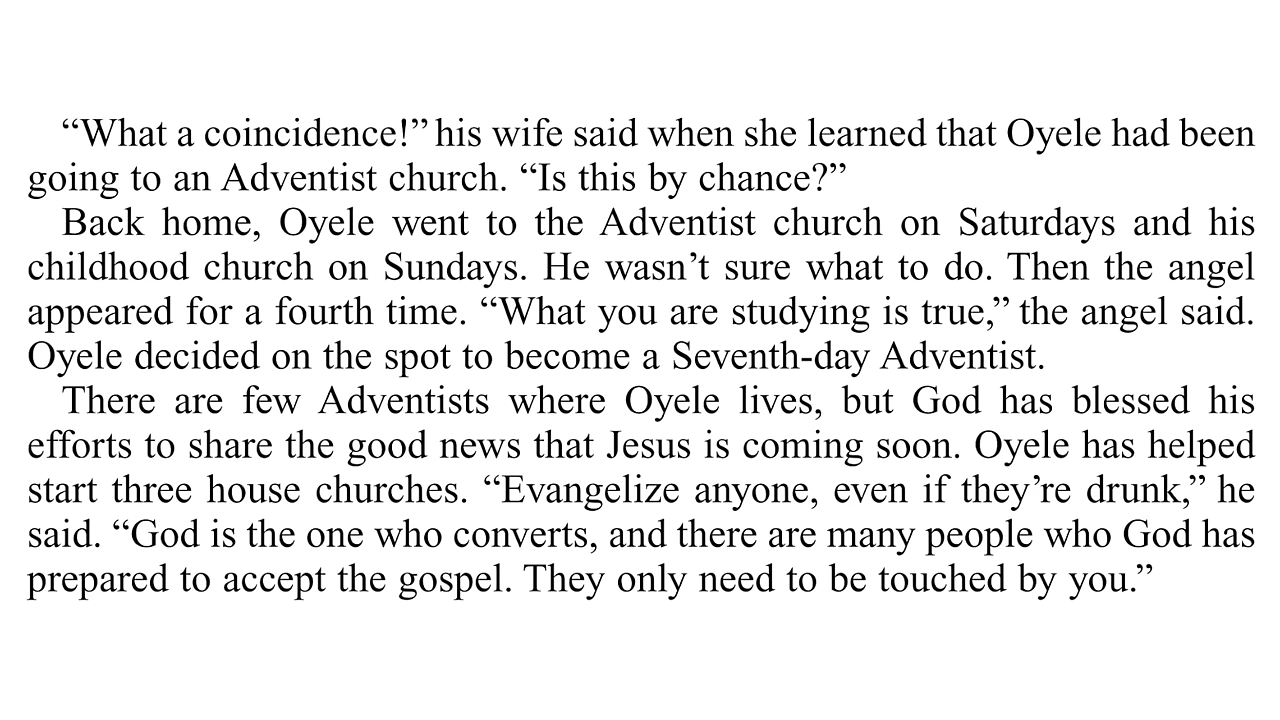 “What a coincidence!” his wife said when she learned that Oyele had been
going to an Adventist church. “Is this by chance?”
Back home, Oyele went to the Adventist church on Saturdays and his
childhood church on Sundays. He wasn’t sure what to do. Then the angel
appeared for a fourth time. “What you are studying is true,” the angel said.
Oyele decided on the spot to become a Seventh-day Adventist.
There are few Adventists where Oyele lives, but God has blessed his
efforts to share the good news that Jesus is coming soon. Oyele has helped
start three house churches. “Evangelize anyone, even if they’re drunk,” he
said. “God is the one who converts, and there are many people who God has
prepared to accept the gospel. They only need to be touched by you.”